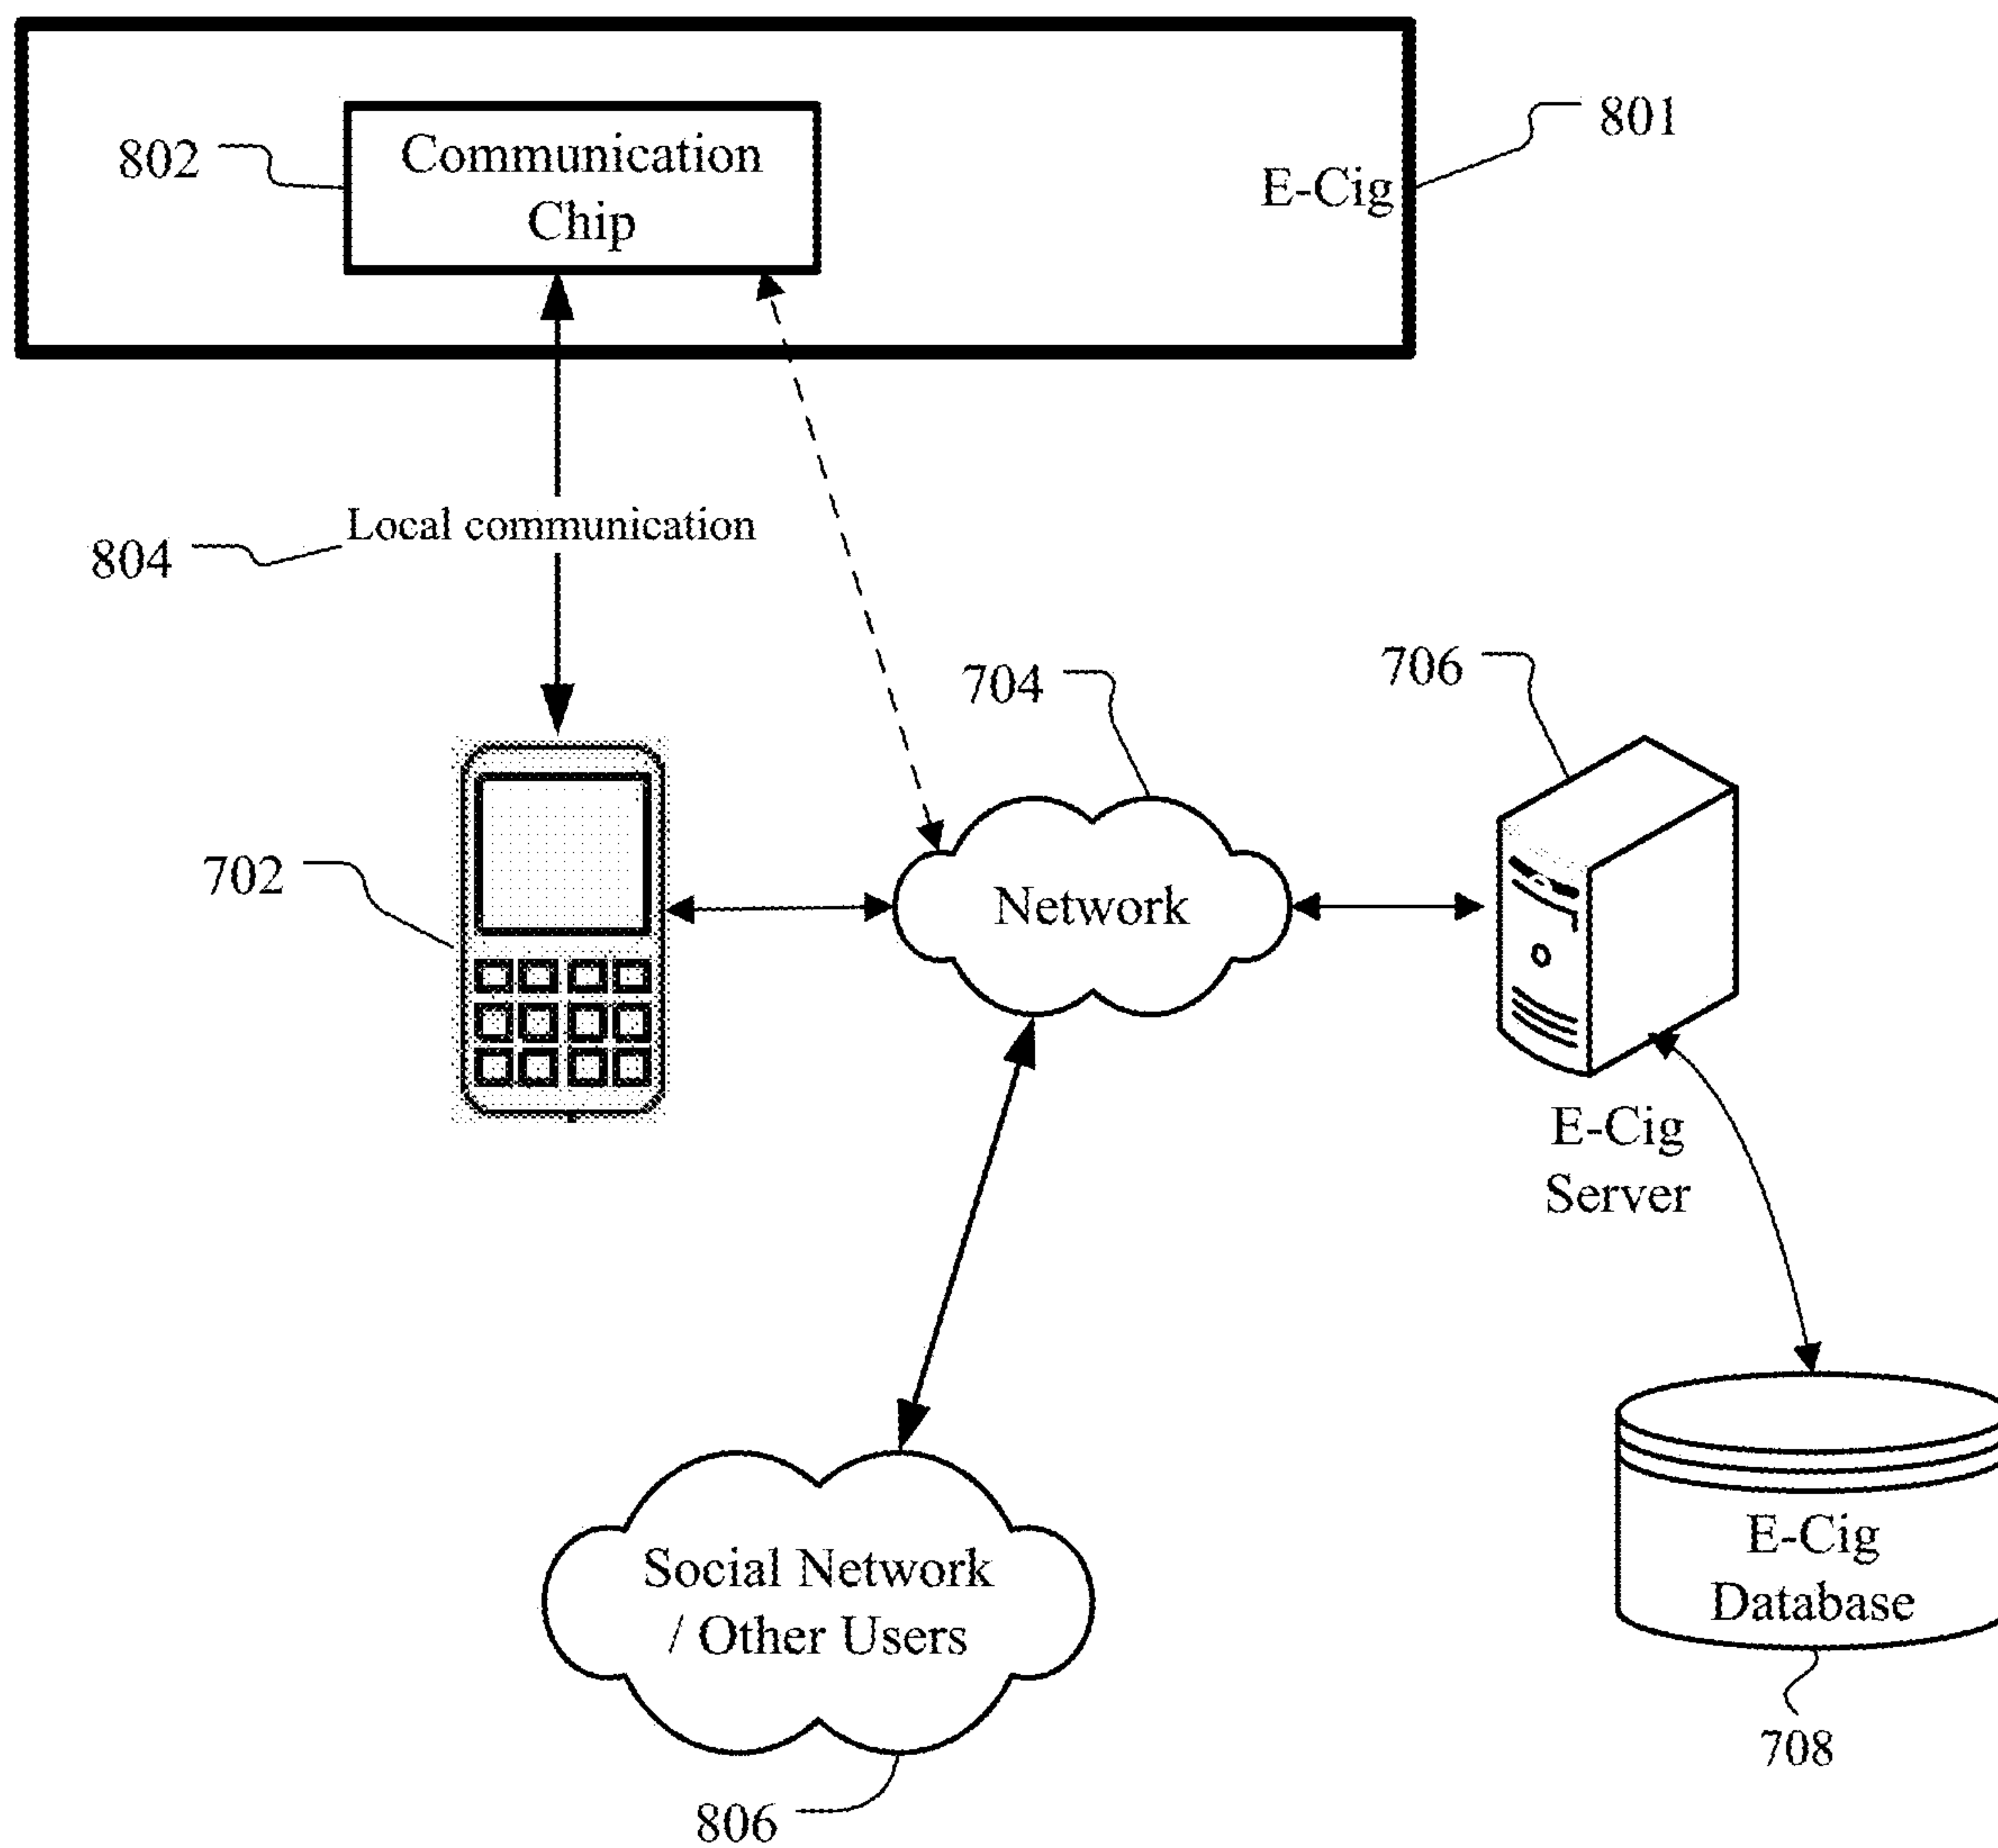 801
802
Communication
Chip
E-Cig
Local communication
804
704
706
702
Network
E-Cig
Server
Social Network
/ Other Users
E-Cig
Database
708
806